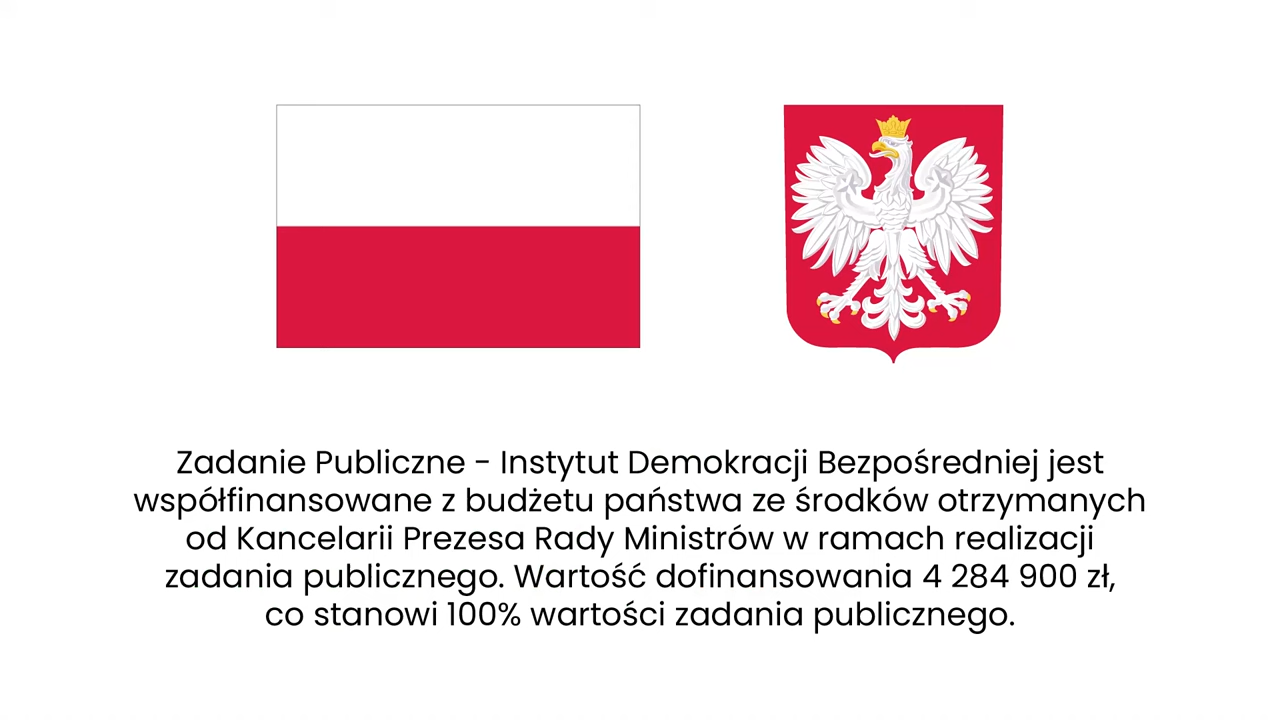 Zadanie Publiczne - Instytut Demokracji Bezpośredniej jest
współfinansowane z budżetu państwa ze środków otrzymanych
od Kancelarii Prezesa Rady Ministrów w ramach realizacji
zadania publicznego. Wartość dofinansowania 4 284 900 zł,
co stanowi 100% wartości zadania publicznego.